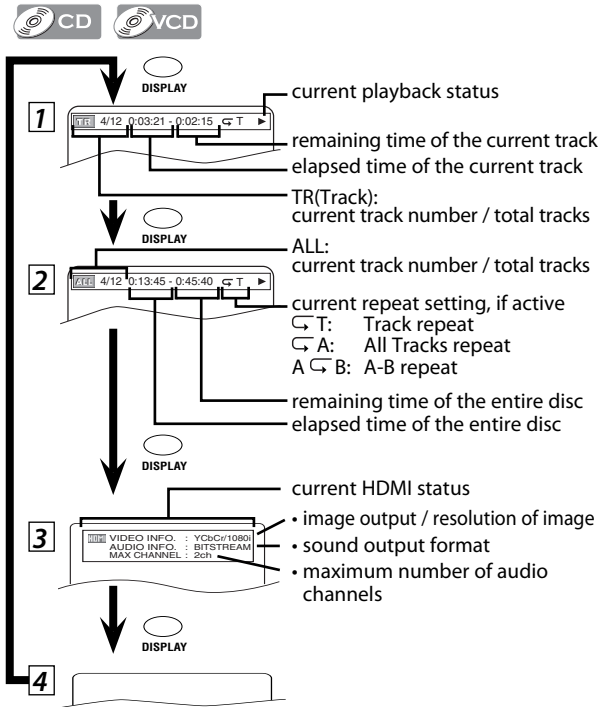 CD VCD
DISPLAY
1
TR 4/12 0:03:21 - 0:02:15 T ►
current playback status
remaining time of the current track
elapsed time of the current track
TR(Track):
current track number / total tracks
DISPLAY
2
ALL 4/12 0:13:45 - 0:45:40 T ►
ALL:
current track number / total tracks
current repeat setting, if active
T: Track repeat
A: All Tracks repeat
A B: A-B repeat
remaining time of the entire disc
elapsed time of the entire disc
DISPLAY
3
HDMI VIDEO INFO. : YCbCr/1080i
AUDIO INFO. : BITSTREAM
MAX CHANNEL : 2ch
current HDMI status
• image output / resolution of image
• sound output format
• maximum number of audio
channels
DISPLAY
4